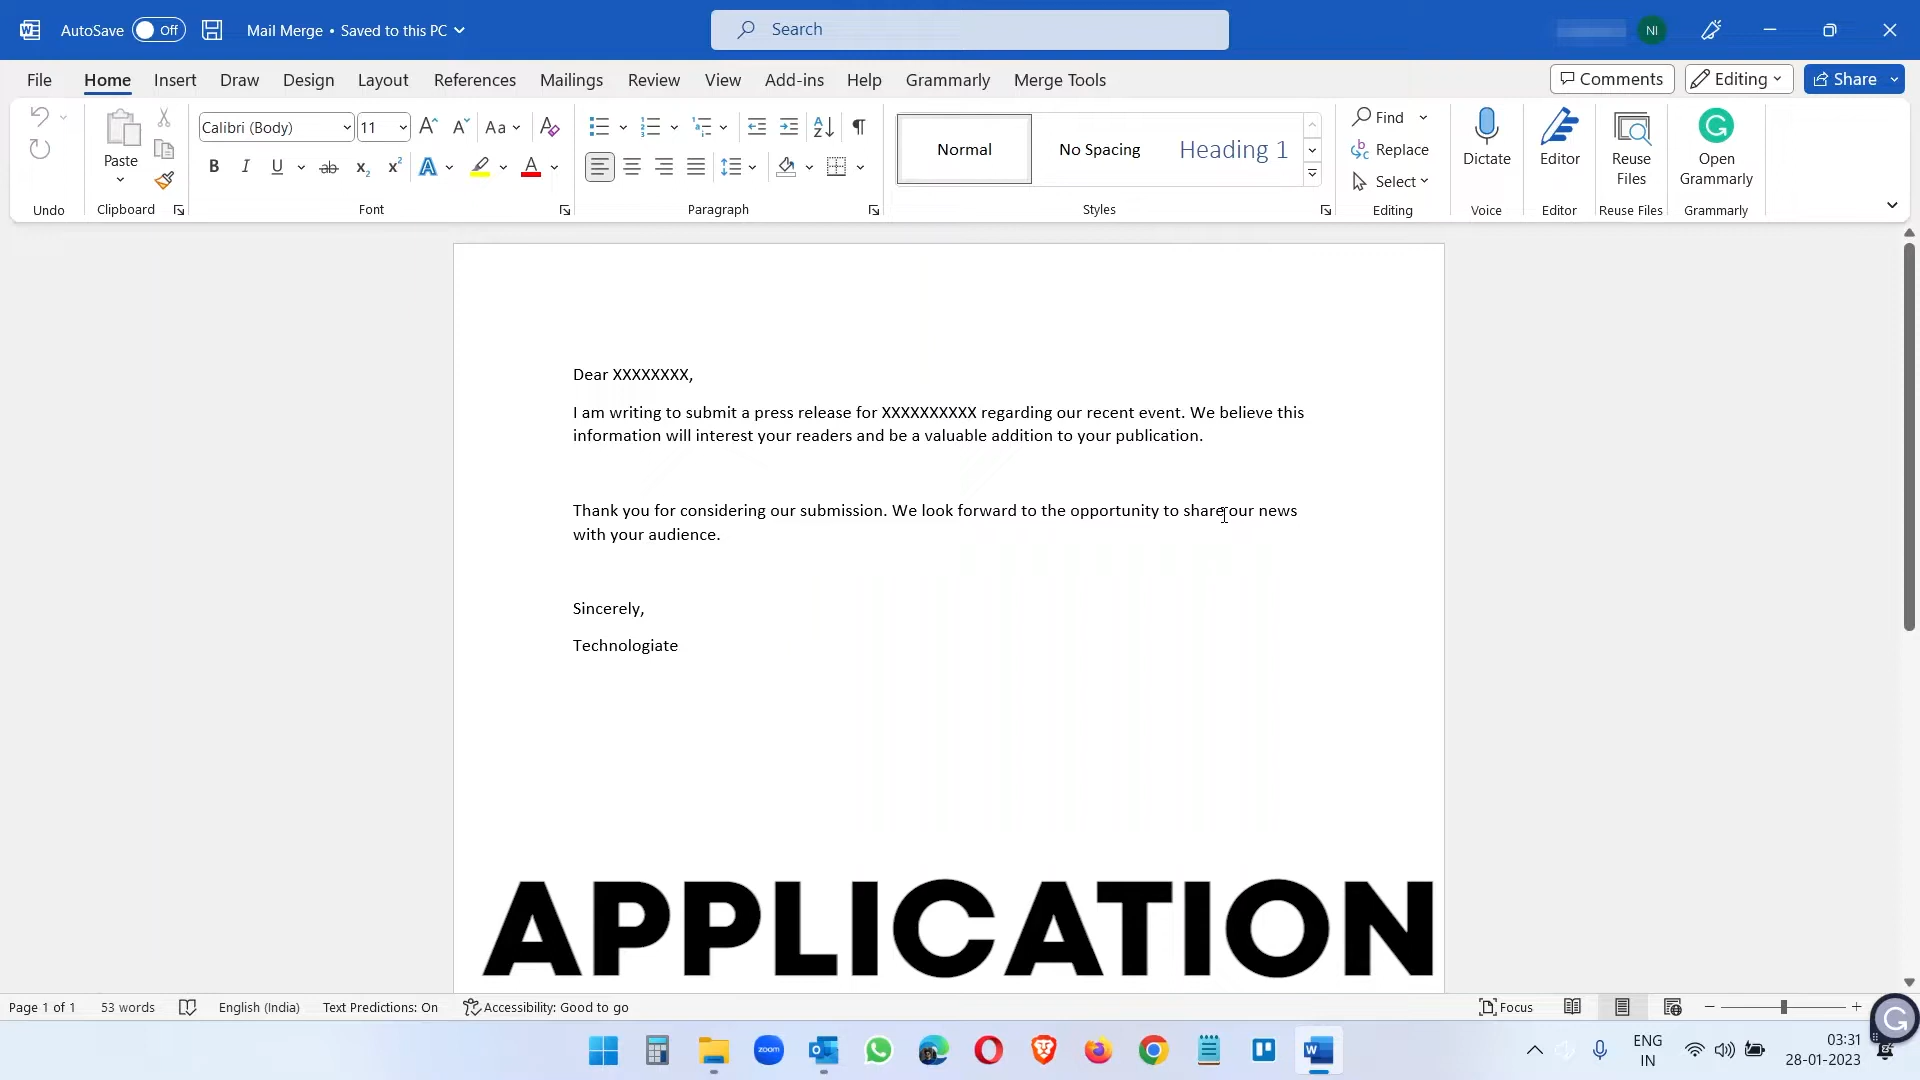 AutoSave Off Mail Merge • Saved to this PC Search NI
File Home Insert Draw Design Layout References Mailings Review View Add-ins Help Grammarly Merge Tools Comments Editing Share
Calibri (Body) 11 Aa
Paste
B I U ab x₂ x² A A
Normal No Spacing Heading 1
Find
Replace
Select
Dictate
Editor
Reuse
Files
Open
Grammarly
Undo Clipboard Font Paragraph Styles Editing Voice Editor Reuse Files Grammarly
Dear XXXXXXXX,
I am writing to submit a press release for XXXXXXXXXX regarding our recent event. We believe this
information will interest your readers and be a valuable addition to your publication.
Thank you for considering our submission. We look forward to the opportunity to share our news
with your audience.
Sincerely,
Technologiate
APPLICATION
Page 1 of 1 53 words English (India) Text Predictions: On Accessibility: Good to go Focus
zoom
ENG
IN
03:31
28-01-2023